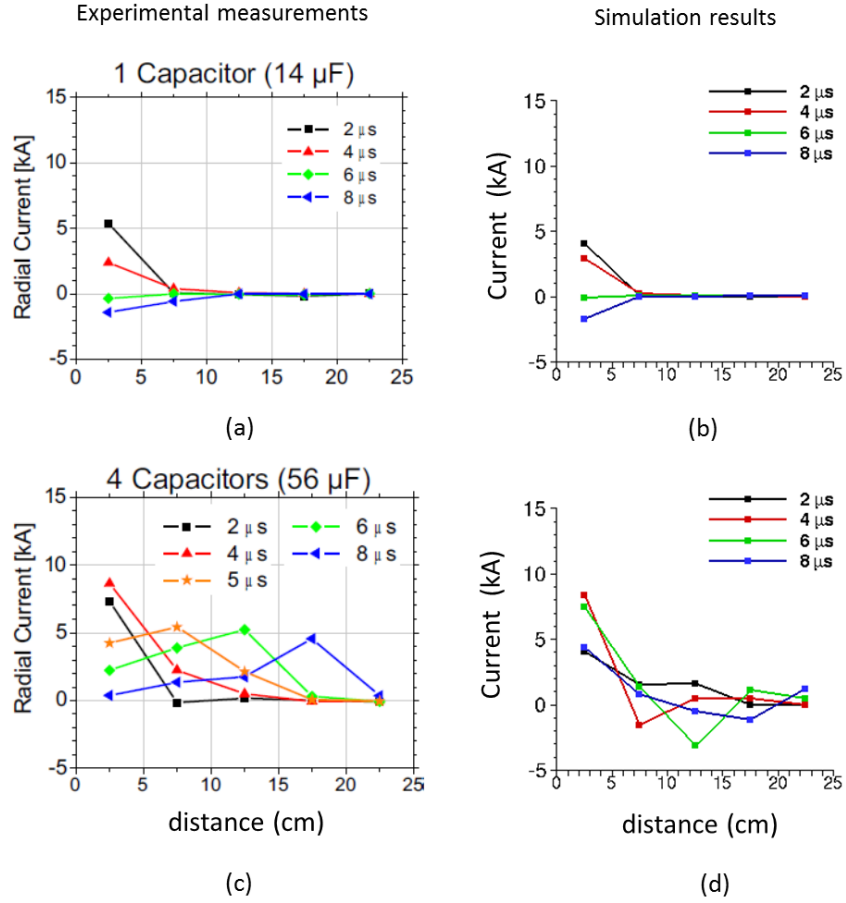 Experimental measurements
Simulation results
1 Capacitor (14 µF)
Radial Current [kA]
15
10
5
0
-5
2 µs
4 µs
6 µs
8 µs
0 5 10 15 20 25
(a)
Current (kA)
15
10
5
0
-5
2 µs
4 µs
6 µs
8 µs
0 5 10 15 20 25
(b)
4 Capacitors (56 µF)
Radial Current [kA]
15
10
5
0
-5
2 µs 6 µs
4 µs 8 µs
5 µs
0 5 10 15 20 25
distance (cm)
(c)
Current (kA)
15
10
5
0
-5
2 µs
4 µs
6 µs
8 µs
0 5 10 15 20 25
distance (cm)
(d)